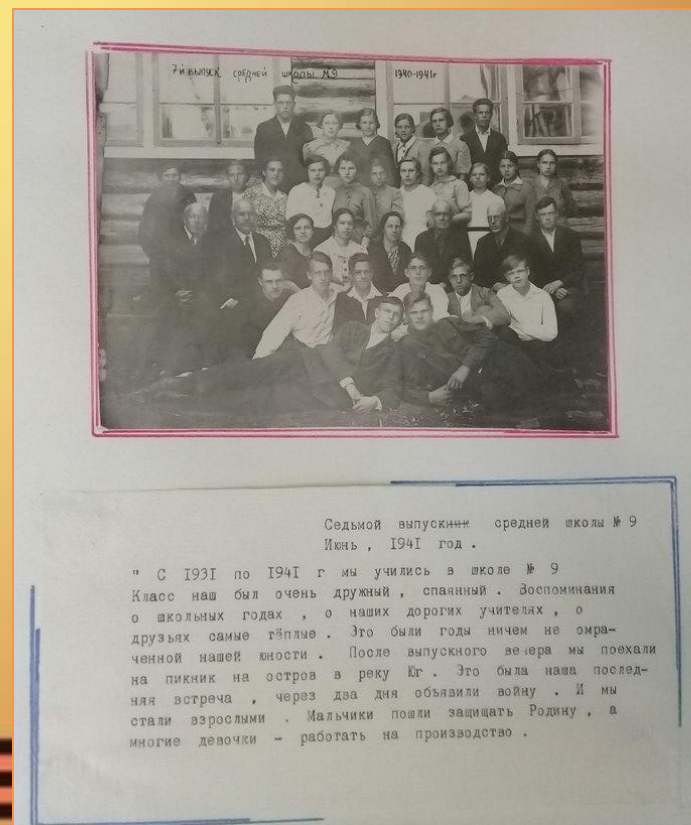 7й выпуск средней школы №9 1940-1941г
Седьмой выпускник средней школы № 9
Июнь , I94I год .
" С I93I по I94I г мы учились в школе № 9
Класс наш был очень дружный , спаянный . Воспоминания
о школьных годах , о наших дорогих учителях , о
друзьях самые тёплые . Это были годы ничем не омра-
ченной нашей юности . После выпускного вечера мы поехали
на пикник на остров в реку Юг . Это была наша послед-
няя встреча , через два дня объявили войну . И мы
стали взрослыми . Мальчики пошли защищать Родину , а
многие девочки - работать на производство .